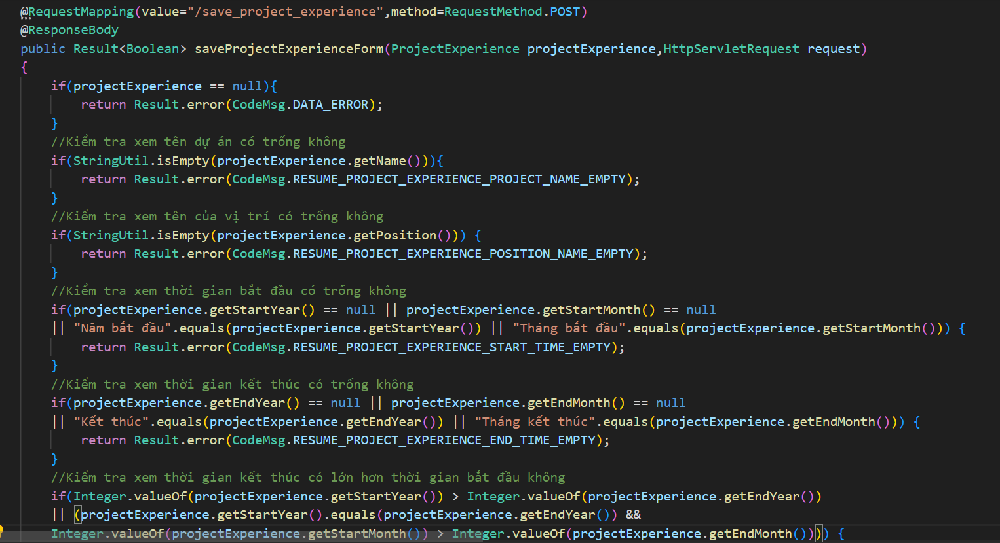 @RequestMapping(value="/save_project_experience",method=RequestMethod.POST)
@ResponseBody
public Result<Boolean> saveProjectExperienceForm(ProjectExperience projectExperience,HttpServletRequest request)
{
if(projectExperience == null){
return Result.error(CodeMsg.DATA_ERROR);
}
//Kiểm tra xem tên dự án có trống không
if(StringUtil.isEmpty(projectExperience.getName())){
return Result.error(CodeMsg.RESUME_PROJECT_EXPERIENCE_PROJECT_NAME_EMPTY);
}
//Kiểm tra xem tên của vị trí có trống không
if(StringUtil.isEmpty(projectExperience.getPosition())) {
return Result.error(CodeMsg.RESUME_PROJECT_EXPERIENCE_POSITION_NAME_EMPTY);
}
//Kiểm tra xem thời gian bắt đầu có trống không
if(projectExperience.getStartYear() == null || projectExperience.getStartMonth() == null
|| "Năm bắt đầu".equals(projectExperience.getStartYear()) || "Tháng bắt đầu".equals(projectExperience.getStartMonth())) {
return Result.error(CodeMsg.RESUME_PROJECT_EXPERIENCE_START_TIME_EMPTY);
}
//Kiểm tra xem thời gian kết thúc có trống không
if(projectExperience.getEndYear() == null || projectExperience.getEndMonth() == null
|| "Kết thúc".equals(projectExperience.getEndYear()) || "Tháng kết thúc".equals(projectExperience.getEndMonth())) {
return Result.error(CodeMsg.RESUME_PROJECT_EXPERIENCE_END_TIME_EMPTY);
}
//Kiểm tra xem thời gian kết thúc có lớn hơn thời gian bắt đầu không
if(Integer.valueOf(projectExperience.getStartYear()) > Integer.valueOf(projectExperience.getEndYear())
|| (projectExperience.getStartYear().equals(projectExperience.getEndYear()) &&
Integer.valueOf(projectExperience.getStartMonth()) > Integer.valueOf(projectExperience.getEndMonth()))) {